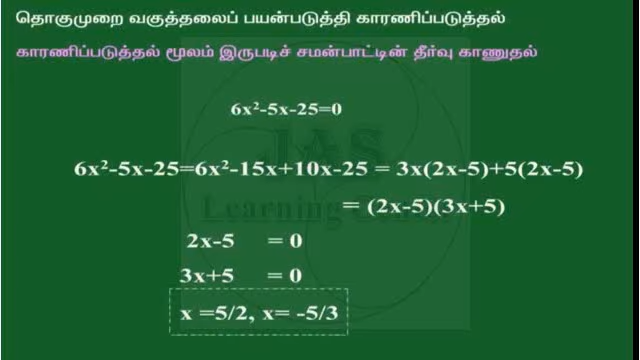 தொகுமுறை வகுத்தலைப் பயன்படுத்தி காரணிப்படுத்தல்
காரணிப்படுத்தல் மூலம் இருபடிச் சமன்பாட்டின் தீர்வு காணுதல்
6x²-5x-25=0
JAS
6x²-5x-25=6x²-15x+10x-25 = 3x(2x-5)+5(2x-5)
= (2x-5)(3x+5)
Learning
2x-5 = 0
3x+5 = 0
x =5/2, x= -5/3